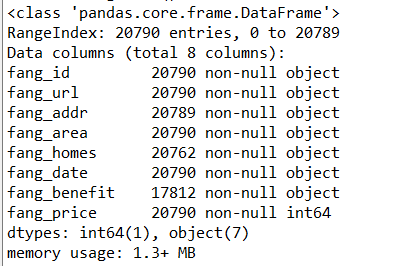 <class 'pandas.core.frame.DataFrame'>
RangeIndex: 20790 entries, 0 to 20789
Data columns (total 8 columns):
fang_id         20790 non-null object
fang_url        20790 non-null object
fang_addr       20789 non-null object
fang_area       20790 non-null object
fang_homes      20762 non-null object
fang_date       20790 non-null object
fang_benefit    17812 non-null object
fang_price      20790 non-null int64
dtypes: int64(1), object(7)
memory usage: 1.3+ MB